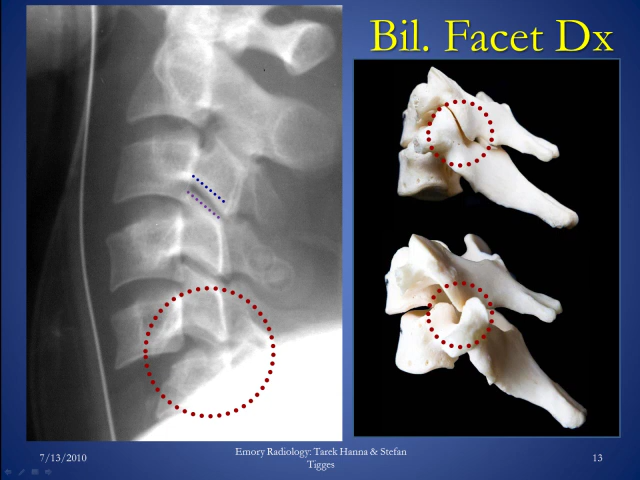 Bil. Facet Dx
7/13/2010
Emory Radiology: Tarek Hanna & Stefan
Tigges
13